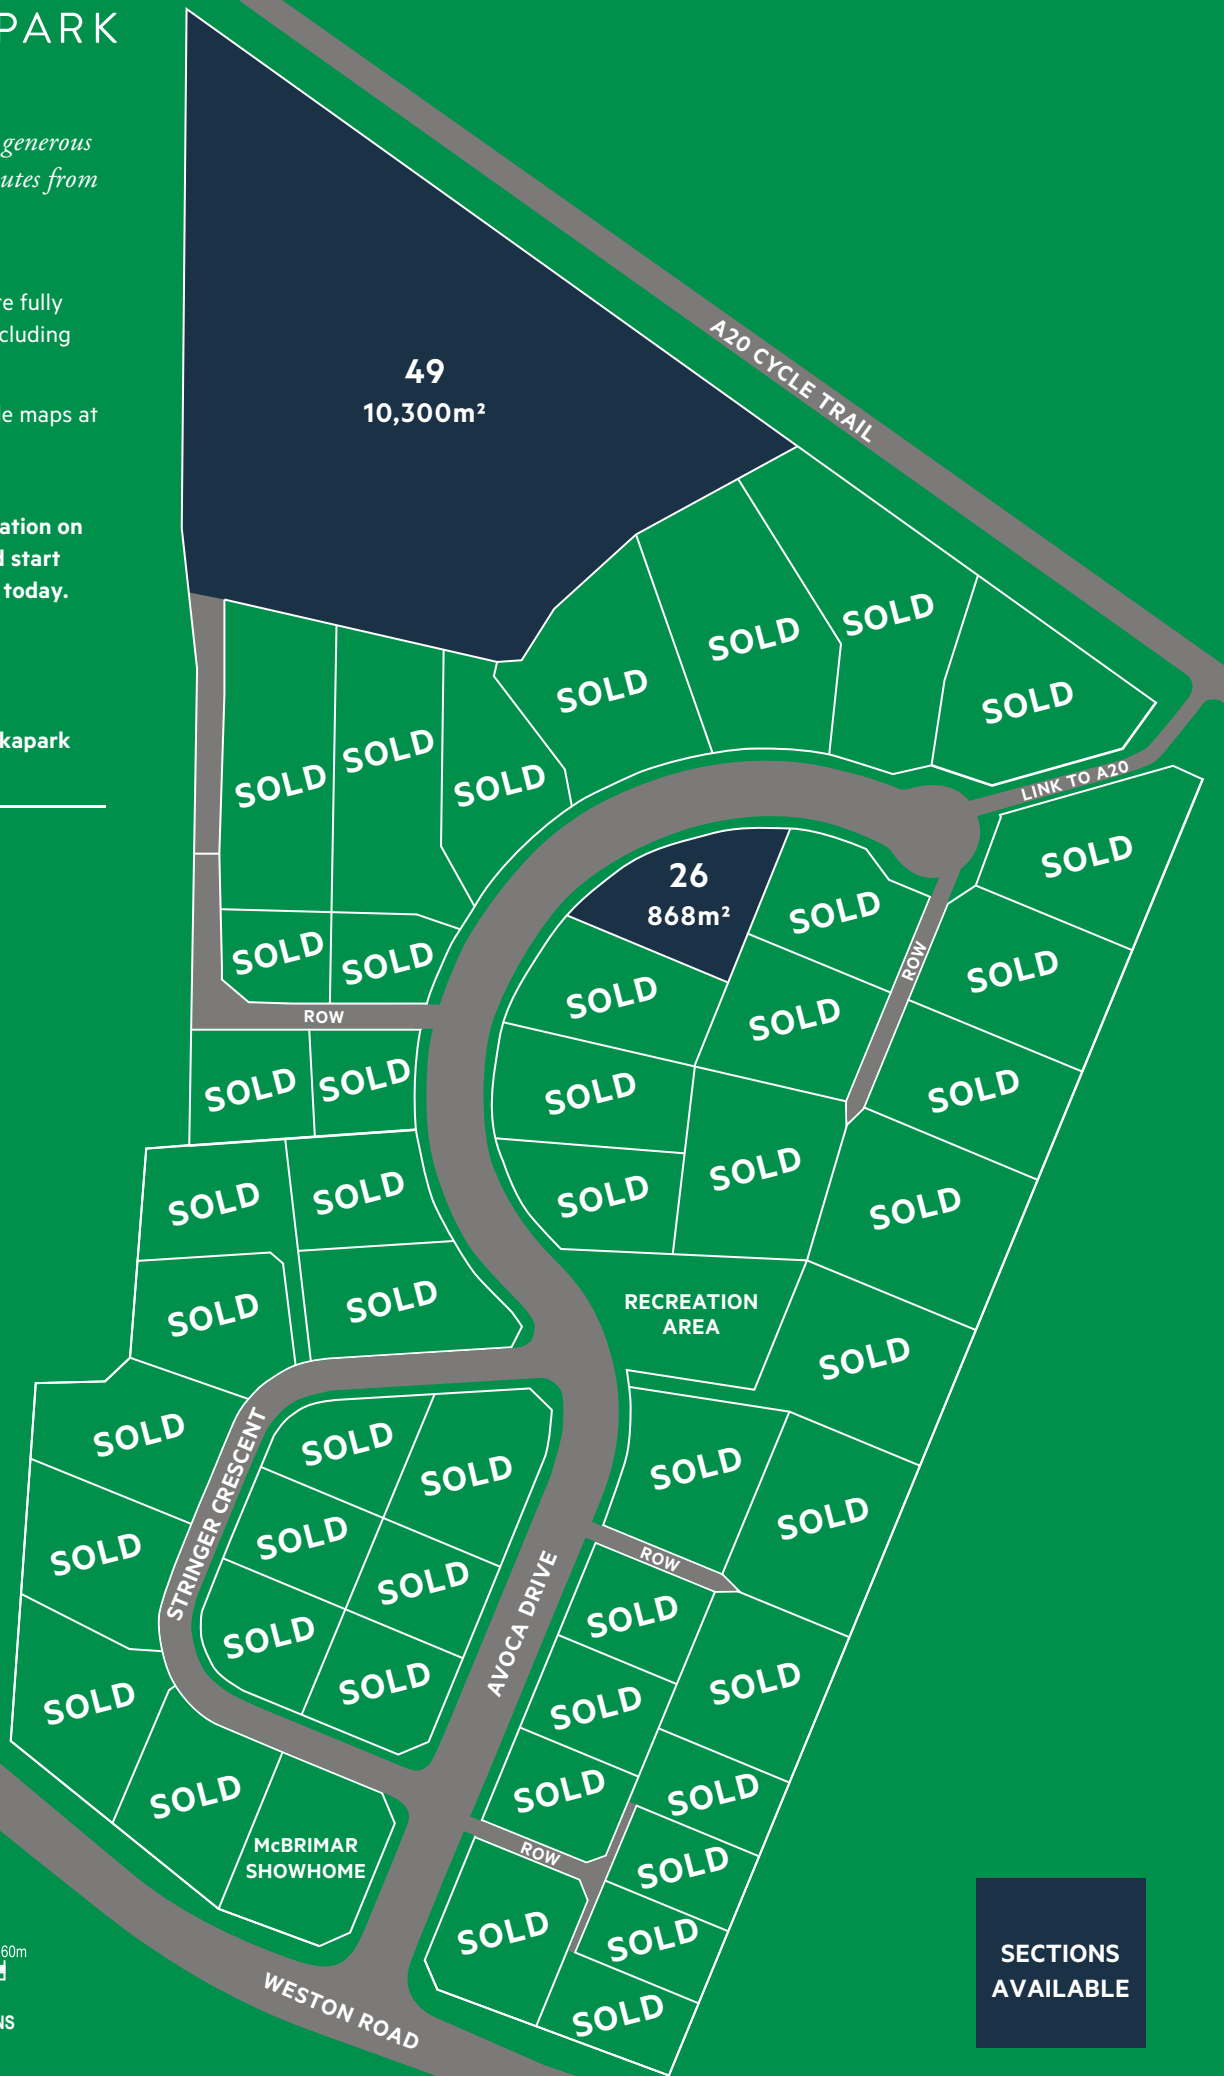 PARK
generous
utes from
e fully
cluding
le maps at
ation on
d start
today.
kapark
49
10,300m²
A20 CYCLE TRAIL
SOLD
SOLD
SOLD
SOLD
SOLD
SOLD
SOLD
LINK TO A20
SOLD
26
868m²
SOLD
SOLD
SOLD
ROW
SOLD
SOLD
ROW
SOLD
SOLD
SOLD
SOLD
SOLD
SOLD
SOLD
SOLD
SOLD
SOLD
SOLD
RECREATION
AREA
SOLD
SOLD
SOLD
SOLD
SOLD
SOLD
STRINGER CRESCENT
SOLD
SOLD
SOLD
ROW
SOLD
SOLD
AVOCA DRIVE
SOLD
SOLD
SOLD
SOLD
SOLD
SOLD
SOLD
SOLD
McBRIMAR
SHOWHOME
ROW
SOLD
SOLD
SOLD
60m
NS
WESTON ROAD
SOLD
SECTIONS
AVAILABLE